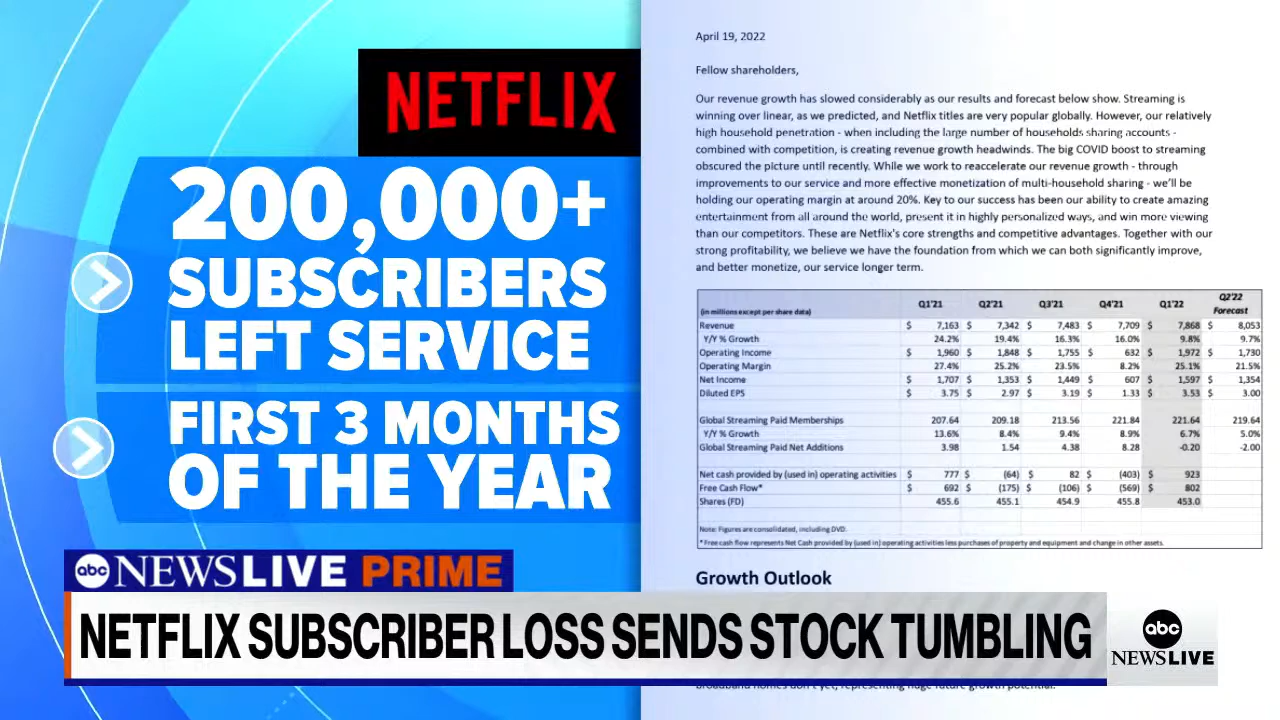 NETFLIX
200,000+
SUBSCRIBERS
LEFT SERVICE
FIRST 3 MONTHS
OF THE YEAR
April 19, 2022
Fellow shareholders,
Our revenue growth has slowed considerably as our results and forecast below show. Streaming is
winning over linear, as we predicted, and Netflix titles are very popular globally. However, our relatively
high household penetration - when including the large number of households sharing accounts -
combined with competition, is creating revenue growth headwinds. The big COVID boost to streaming
obscured the picture until recently. While we work to reaccelerate our revenue growth - through
improvements to our service and more effective monetization of multi-household sharing - we'll be
holding our operating margin at around 20%. Key to our success has been our ability to create amazing
entertainment from all around the world, present it in highly personalized ways, and win more viewing
than our competitors. These are Netflix's core strengths and competitive advantages. Together with our
strong profitability, we believe we have the foundation from which we can both significantly improve,
and better monetize, our service longer term.
(in millions except per share data) Q1'21 Q2'21 Q3'21 Q4'21 Q1'22 Q2'22 Forecast
Revenue $ 7,163 $ 7,342 $ 7,483 $ 7,709 $ 7,868 $ 8,053
Y/Y % Growth 24.2% 19.4% 16.3% 16.0% 9.8% 9.7%
Operating Income $ 1,960 $ 1,848 $ 1,755 $ 632 $ 1,972 $ 1,730
Operating Margin 27.4% 25.2% 23.5% 8.2% 25.1% 21.5%
Net Income $ 1,707 $ 1,353 $ 1,449 $ 607 $ 1,597 $ 1,354
Diluted EPS $ 3.75 $ 2.97 $ 3.19 $ 1.33 $ 3.53 $ 3.00
Global Streaming Paid Memberships 207.64 209.18 213.56 221.84 221.64 219.64
Y/Y % Growth 13.6% 8.4% 9.4% 8.9% 6.7% 5.0%
Global Streaming Paid Net Additions 3.98 1.54 4.38 8.28 -0.20 -2.00
Net cash provided by (used in) operating activities $ 777 $ (64) $ 82 $ (403) $ 923
Free Cash Flow* $ 692 $ (175) $ (106) $ (569) $ 802
Shares (FD) 455.6 455.1 454.9 455.8 453.0
Note: Figures are consolidated, including DVD.
* Free cash flow represents Net Cash provided by (used in) operating activities less purchases of property and equipment and change in other assets.
Growth Outlook
abc NEWS LIVE PRIME
NETFLIX SUBSCRIBER LOSS SENDS STOCK TUMBLING
abc
NEWS LIVE